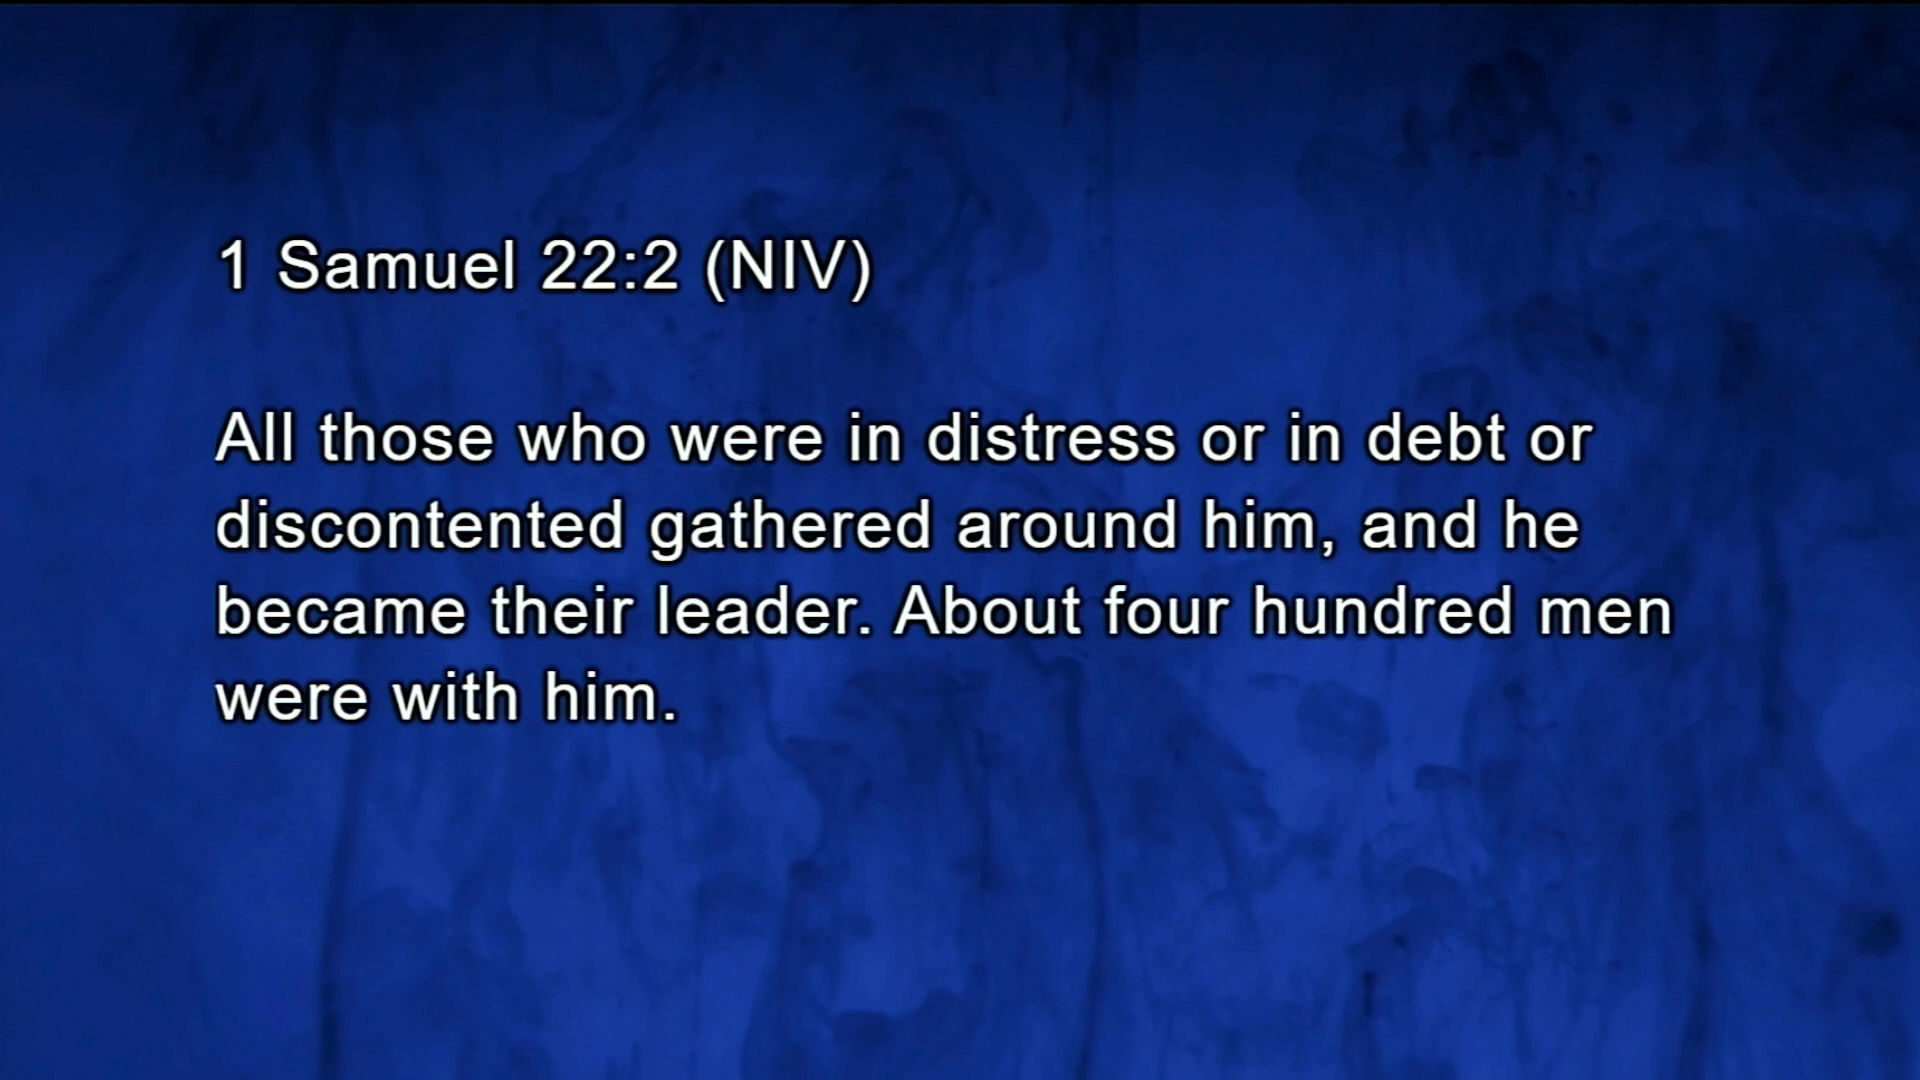 1 Samuel 22:2 (NIV)
All those who were in distress or in debt or
discontented gathered around him, and he
became their leader. About four hundred men
were with him.